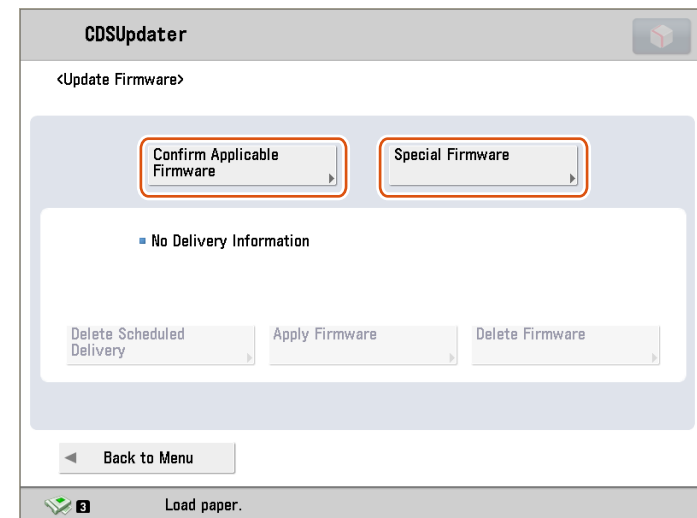 CDSUpdater
<Update Firmware>
Confirm Applicable
Firmware
Special Firmware
No Delivery Information
Delete Scheduled
Delivery
Apply Firmware
Delete Firmware
Back to Menu
3
Load paper.